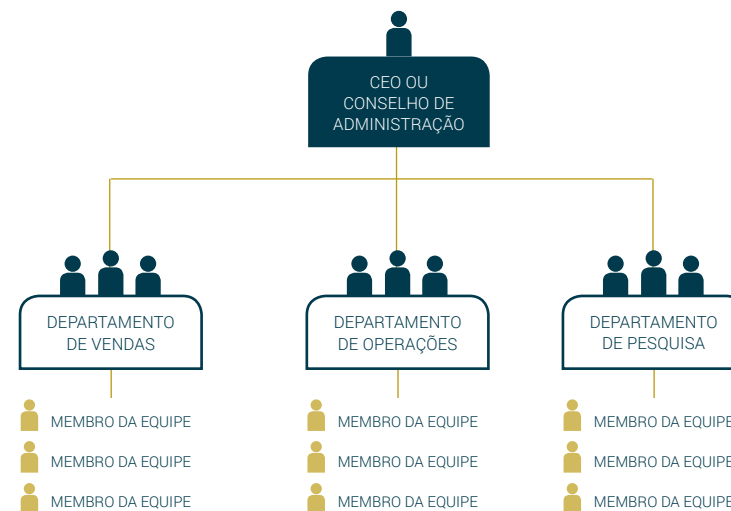 CEO OU
CONSELHO DE
ADMINISTRAÇÃO
DEPARTAMENTO
DE VENDAS
DEPARTAMENTO
DE OPERAÇÕES
DEPARTAMENTO
DE PESQUISA
MEMBRO DA EQUIPE
MEMBRO DA EQUIPE
MEMBRO DA EQUIPE
MEMBRO DA EQUIPE
MEMBRO DA EQUIPE
MEMBRO DA EQUIPE
MEMBRO DA EQUIPE
MEMBRO DA EQUIPE
MEMBRO DA EQUIPE